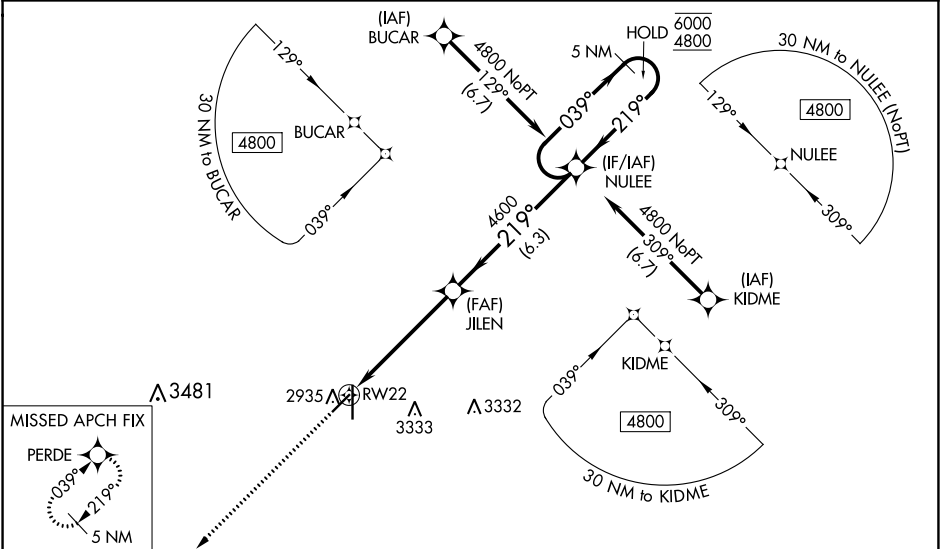 (IAF)
BUCAR
4800 NoPT
129°
(6.7)
HOLD
6000
4800
5 NM
039°
219°
(IF/IAF)
NULEE
129°
BUCAR
4800
30 NM to BUCAR
039°
30 NM to NULEE (NoPT)
4800
129°
NULEE
309°
4600
219°
(6.3)
4800 NoPT
309°
(6.7)
(IAF)
KIDME
(FAF)
JILEN
KIDME
039°
309°
4800
30 NM to KIDME
3481
2935
RW22
3333
3332
MISSED APCH FIX
PERDE
039°
219°
5 NM